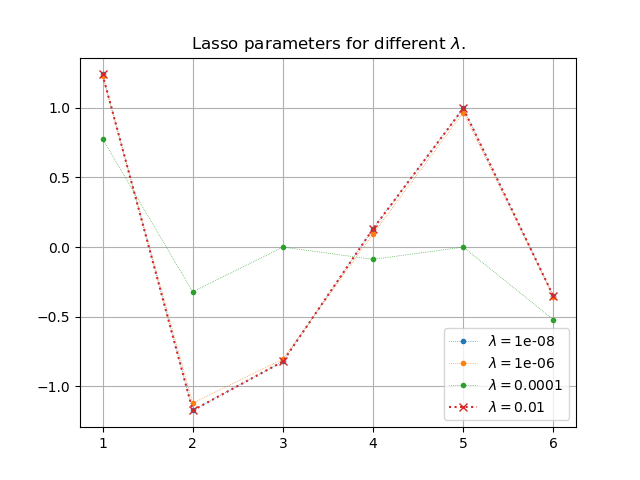 Lasso parameters for different λ.
1.0
0.5
0.0
−0.5
−1.0
1 2 3 4 5 6
λ = 1e-08
λ = 1e-06
λ = 0.0001
λ = 0.01